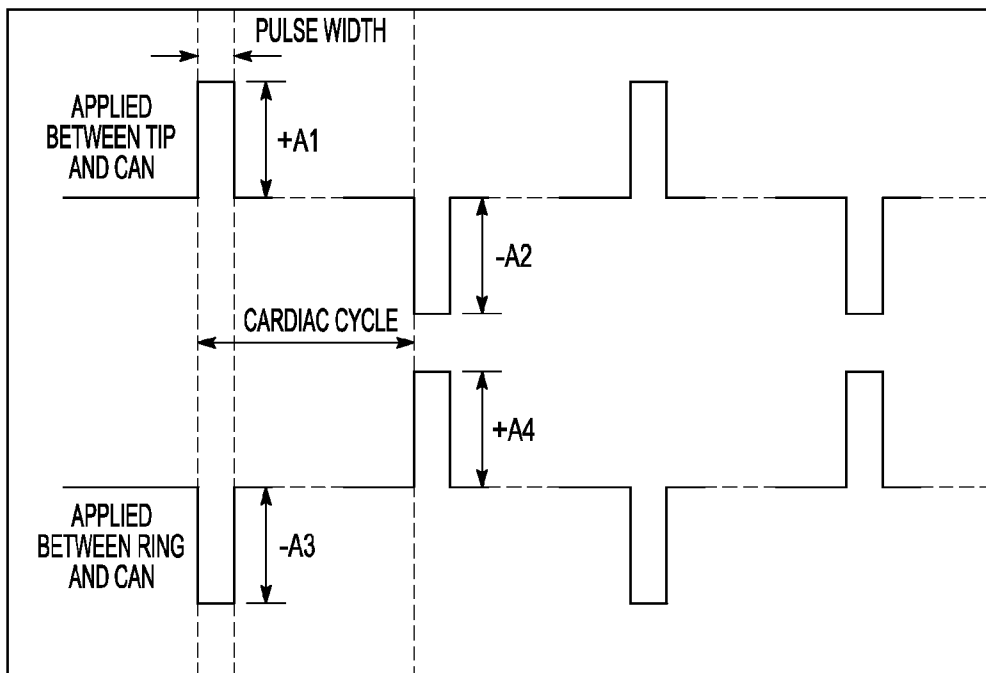 PULSE WIDTH
APPLIED
BETWEEN TIP
AND CAN
+A1
-A2
CARDIAC CYCLE
+A4
APPLIED
BETWEEN RING
AND CAN
-A3